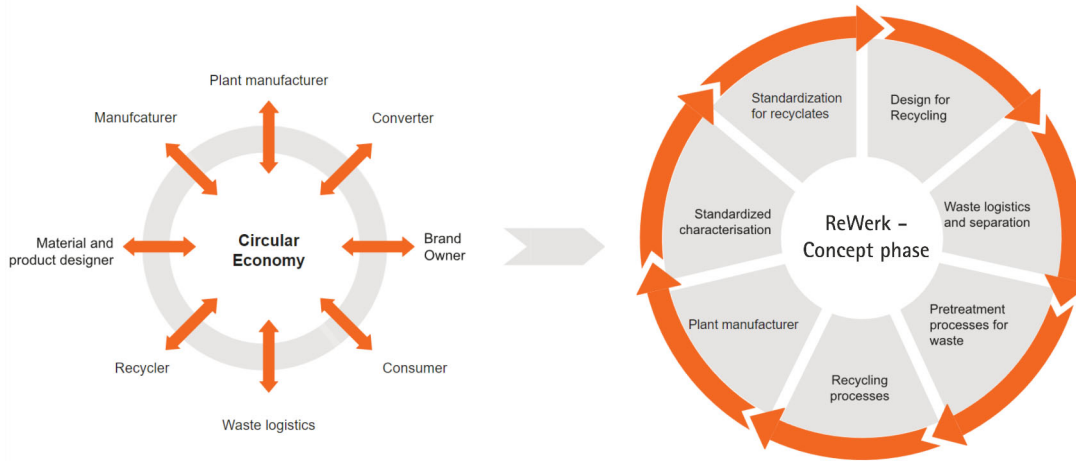 Plant manufacturer
Manufcaturer
Converter
Material and
product designer
Circular
Economy
Brand
Owner
Recycler
Consumer
Waste logistics
Standardization
for recyclates
Design for
Recycling
Standardized
characterisation
ReWerk –
Concept phase
Waste logistics
and separation
Plant manufacturer
Pretreatment
processes for
waste
Recycling
processes